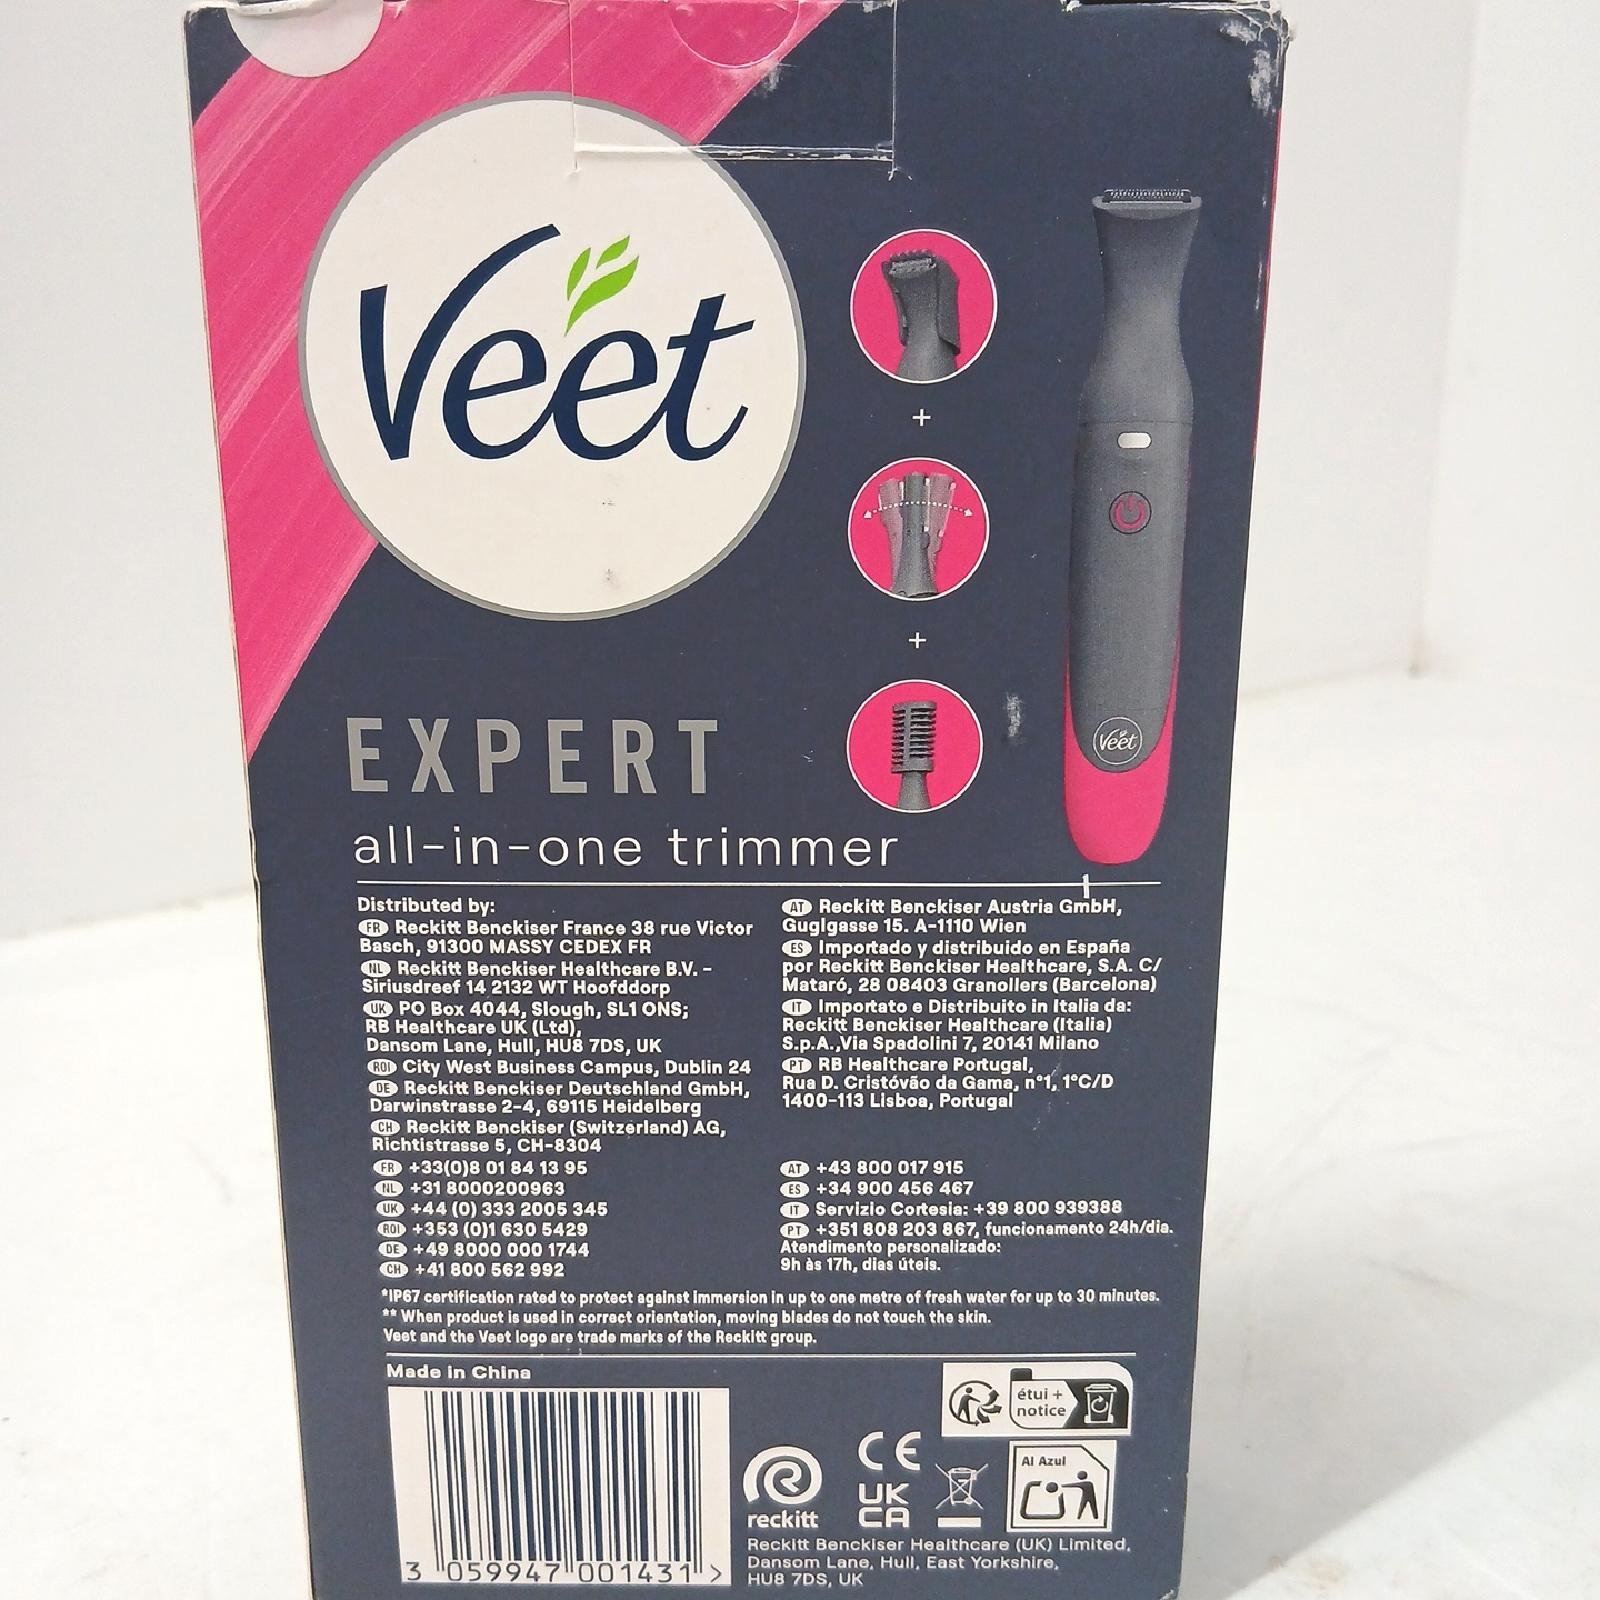 Veet
EXPERT
all-in-one trimmer
Veet
Distributed by:
FR Reckitt Benckiser France 38 rue Victor
Basch, 91300 MASSY CEDEX FR
NL Reckitt Benckiser Healthcare B.V. -
Siriusdreef 14 2132 WT Hoofddorp
UK PO Box 4044, Slough, SL1 0NS;
RB Healthcare UK (Ltd),
Dansom Lane, Hull, HU8 7DS, UK
ROI City West Business Campus, Dublin 24
DE Reckitt Benckiser Deutschland GmbH,
Darwinstrasse 2-4, 69115 Heidelberg
CH Reckitt Benckiser (Switzerland) AG,
Richtistrasse 5, CH-8304
AT Reckitt Benckiser Austria GmbH,
Guglgasse 15. A-1110 Wien
ES Importado y distribuido en España
por Reckitt Benckiser Healthcare, S.A. C/
Mataró, 28 08403 Granollers (Barcelona)
IT Importato e Distribuito in Italia da:
Reckitt Benckiser Healthcare (Italia)
S.p.A.,Via Spadolini 7, 20141 Milano
PT RB Healthcare Portugal,
Rua D. Cristóvão da Gama, n°1, 1°C/D
1400-113 Lisboa, Portugal
FR +33(0)8 01 84 13 95
NL +31 8000200963
UK +44 (0) 333 2005 345
ROI +353 (0)1 630 5429
DE +49 8000 000 1744
CH +41 800 562 992
AT +43 800 017 915
ES +34 900 456 467
IT Servizio Cortesia: +39 800 939388
PT +351 808 203 867, funcionamento 24h/dia.
Atendimento personalizado:
9h às 17h, dias úteis.
*IP67 certification rated to protect against immersion in up to one metre of fresh water for up to 30 minutes.
** When product is used in correct orientation, moving blades do not touch the skin.
Veet and the Veet logo are trade marks of the Reckitt group.
Made in China
3 059947 001431 >
étui +
notice
Al Azul
CE
UK
CA
reckitt
Reckitt Benckiser Healthcare (UK) Limited,
Dansom Lane, Hull, East Yorkshire,
HU8 7DS, UK